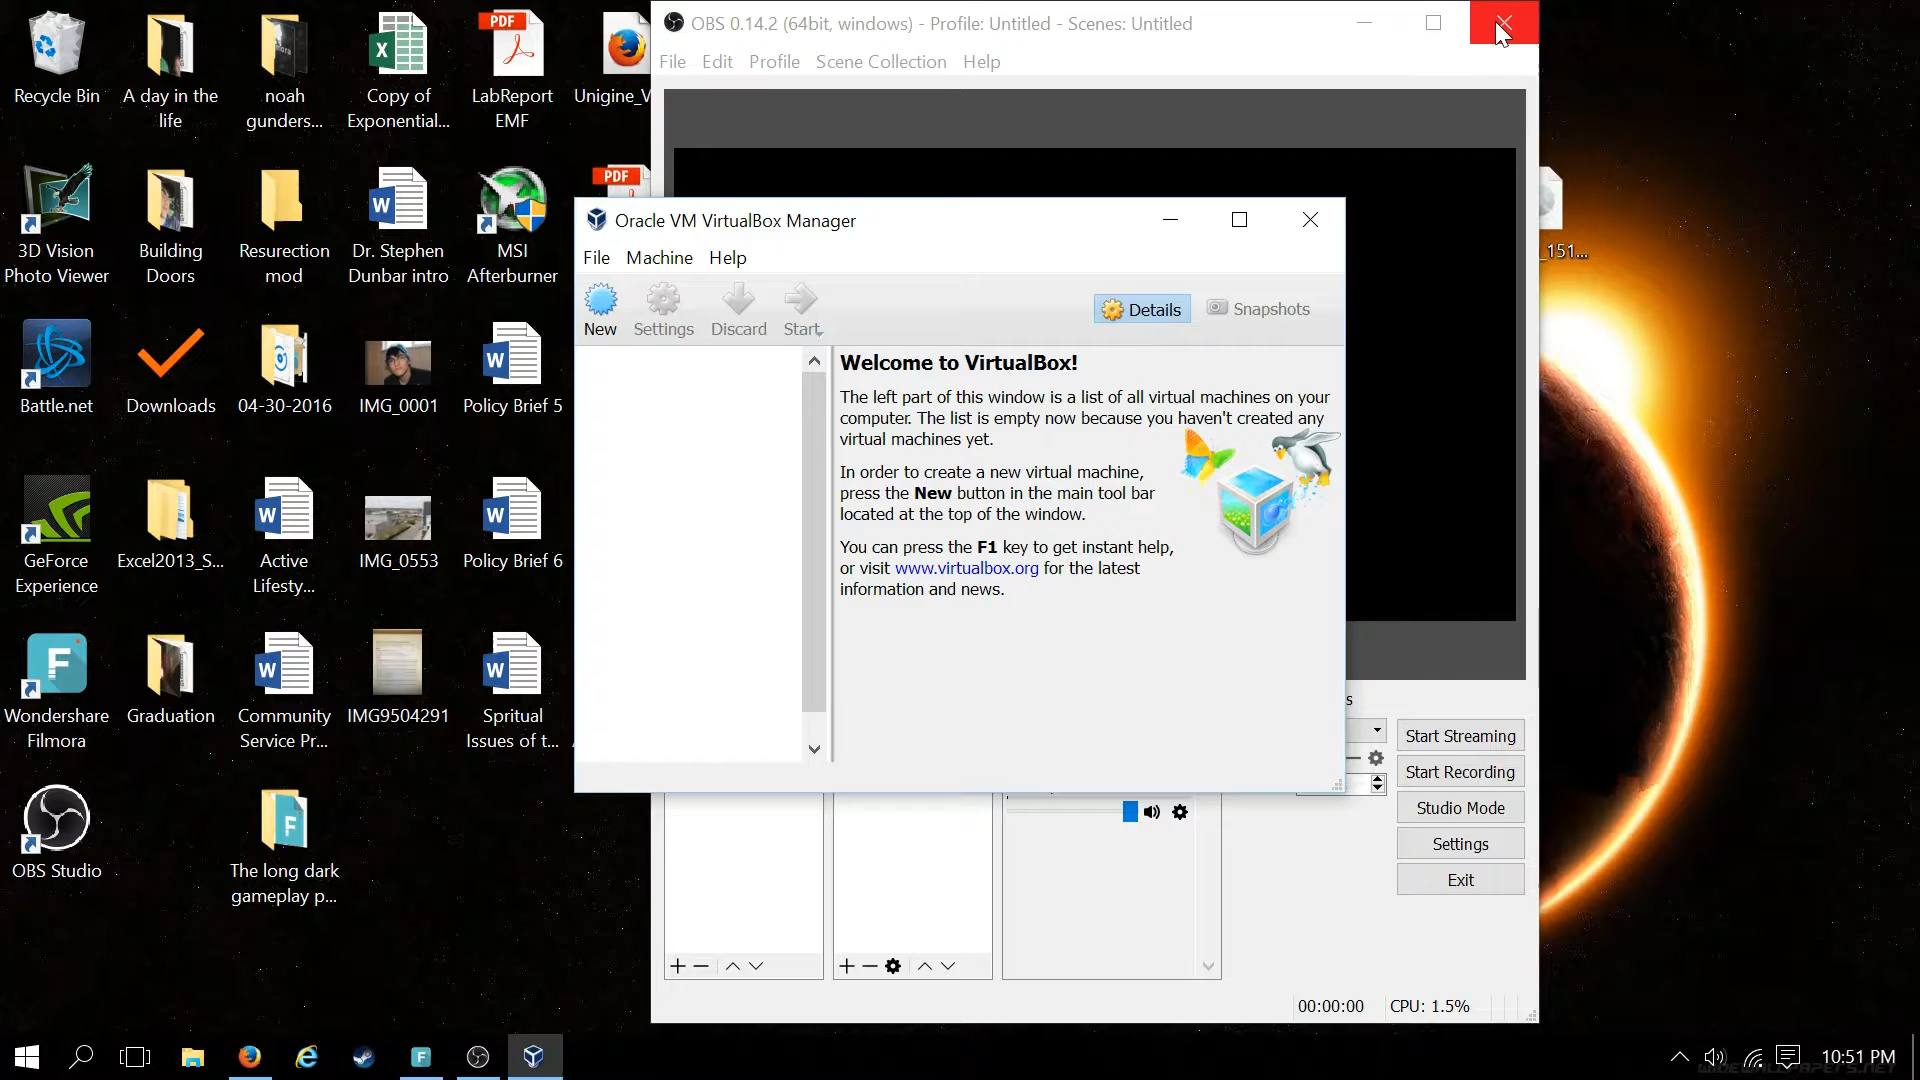 Recycle Bin
A day in the
life
noah
gunders...
Copy of
Exponential...
PDF
LabReport
EMF
Unigine_V
3D Vision
Photo Viewer
Building
Doors
Resurection
mod
Dr. Stephen
Dunbar intro
MSI
Afterburner
PDF
Battle.net
Downloads
04-30-2016
IMG_0001
Policy Brief 5
GeForce
Experience
Excel2013_S...
Active
Lifesty...
IMG_0553
Policy Brief 6
Wondershare
Filmora
Graduation
Community
Service Pr...
IMG9504291
Spritual
Issues of t...
OBS Studio
The long dark
gameplay p...
OBS 0.14.2 (64bit, windows) - Profile: Untitled - Scenes: Untitled
File Edit Profile Scene Collection Help
_151...
Oracle VM VirtualBox Manager
File Machine Help
New Settings Discard Start
Details Snapshots
Welcome to VirtualBox!
The left part of this window is a list of all virtual machines on your
computer. The list is empty now because you haven't created any
virtual machines yet.
In order to create a new virtual machine,
press the New button in the main tool bar
located at the top of the window.
You can press the F1 key to get instant help,
or visit www.virtualbox.org for the latest
information and news.
s
Start Streaming
Start Recording
Studio Mode
Settings
Exit
00:00:00 CPU: 1.5%
10:51 PM